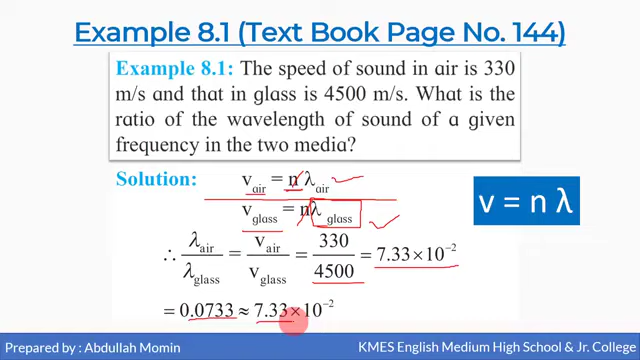 Example 8.1 (Text Book Page No. 144)
Example 8.1: The speed of sound in air is 330
m/s and that in glass is 4500 m/s. What is the
ratio of the wavelength of sound of a given
frequency in the two media?
Solution:
v_air = n λ_air
v_glass = nλ_glass
v = n λ
∴ λ_air/λ_glass = v_air/v_glass = 330/4500 = 7.33×10⁻²
= 0.0733 ≈ 7.33×10⁻²
Prepared by : Abdullah Momin
KMES English Medium High School & Jr. College